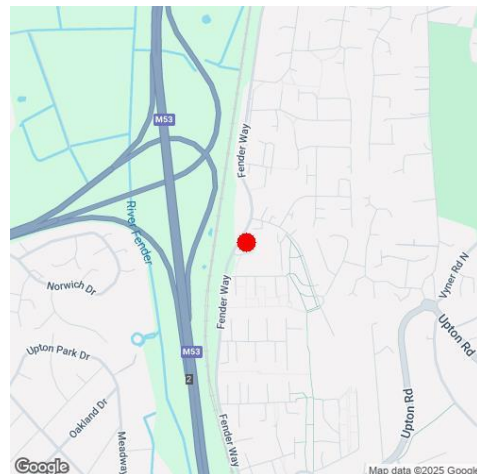 M53
Fender Way
River Fender
Norwich Dr
Fender Way
Vyner Rd N
Upton Rd
M53
Upton Park Dr
2
Oakland Dr
Meadway
Upton Rd
Fender Way
Google
Map data ©2025 Google